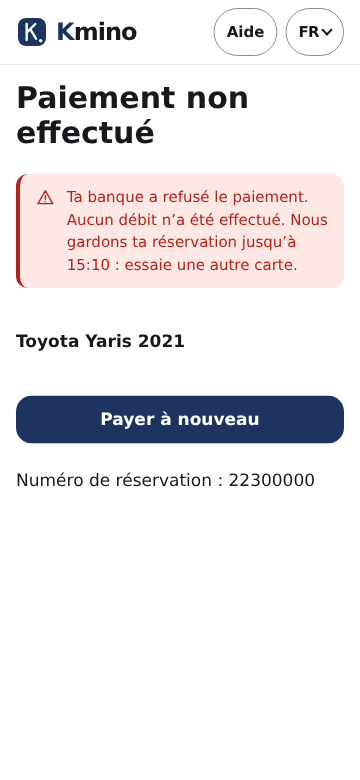 K. Kmino
Aide
FR
Paiement non
effectué
Ta banque a refusé le paiement.
Aucun débit n’a été effectué. Nous
gardons ta réservation jusqu’à
15:10 : essaie une autre carte.
Toyota Yaris 2021
Payer à nouveau
Numéro de réservation : 22300000